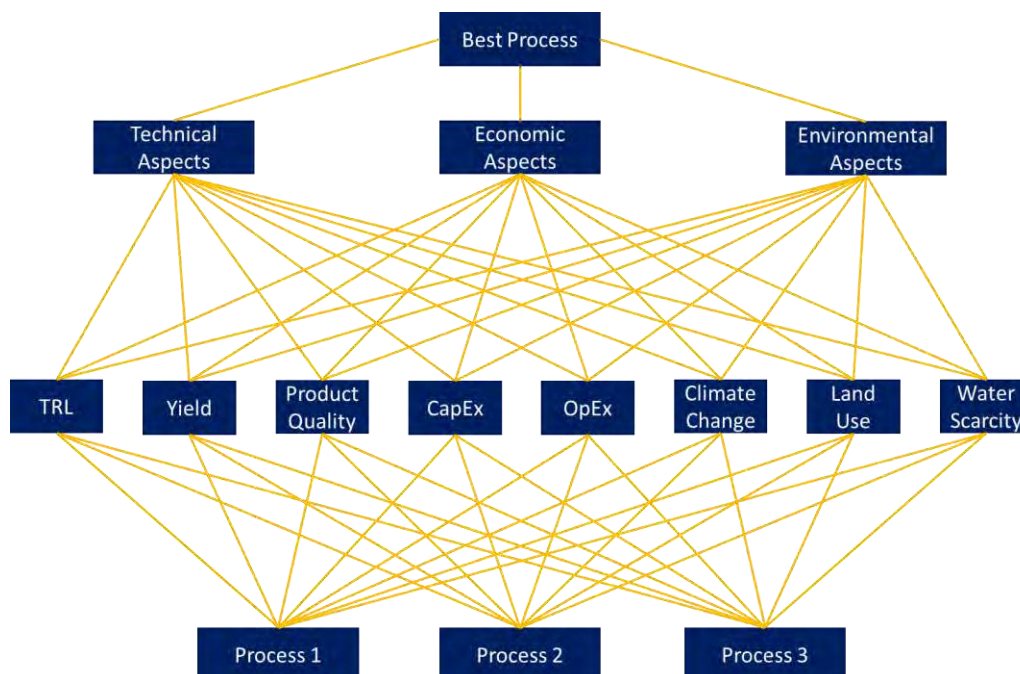 Best Process
Technical
Aspects
Economic
Aspects
Environmental
Aspects
TRL
Yield
Product
Quality
CapEx
OpEx
Climate
Change
Land
Use
Water
Scarcity
Process 1
Process 2
Process 3